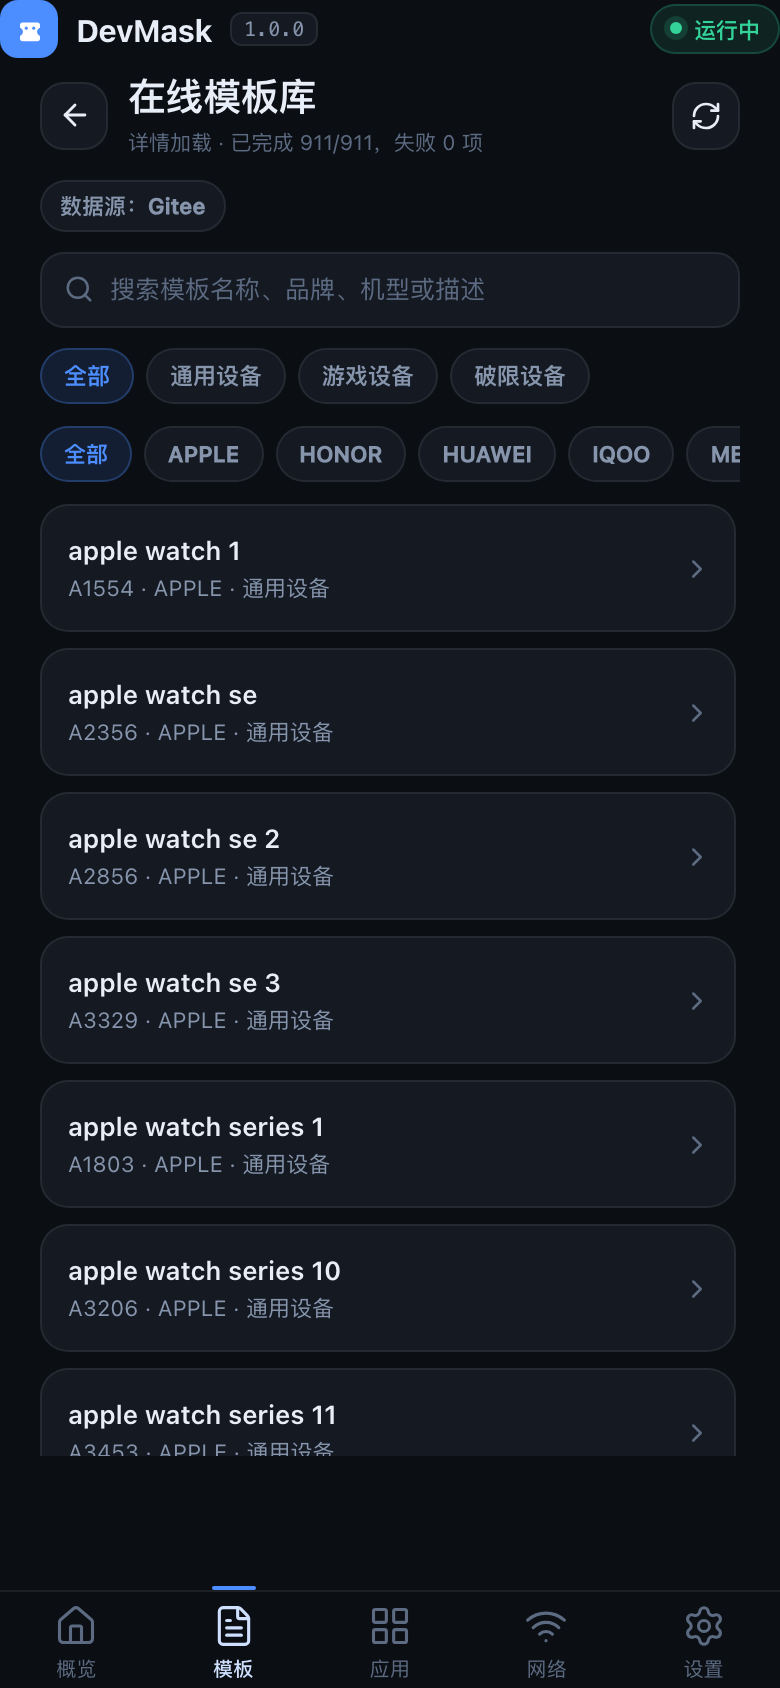 DevMask 1.0.0 运行中
在线模板库
详情加载 · 已完成 911/911，失败 0 项
数据源：Gitee
搜索模板名称、品牌、机型或描述
全部 通用设备 游戏设备 破限设备
全部 APPLE HONOR HUAWEI IQOO ME
apple watch 1
A1554 · APPLE · 通用设备
apple watch se
A2356 · APPLE · 通用设备
apple watch se 2
A2856 · APPLE · 通用设备
apple watch se 3
A3329 · APPLE · 通用设备
apple watch series 1
A1803 · APPLE · 通用设备
apple watch series 10
A3206 · APPLE · 通用设备
apple watch series 11
A3453 · APPLE · 通用设备
概览 模板 应用 网络 设置